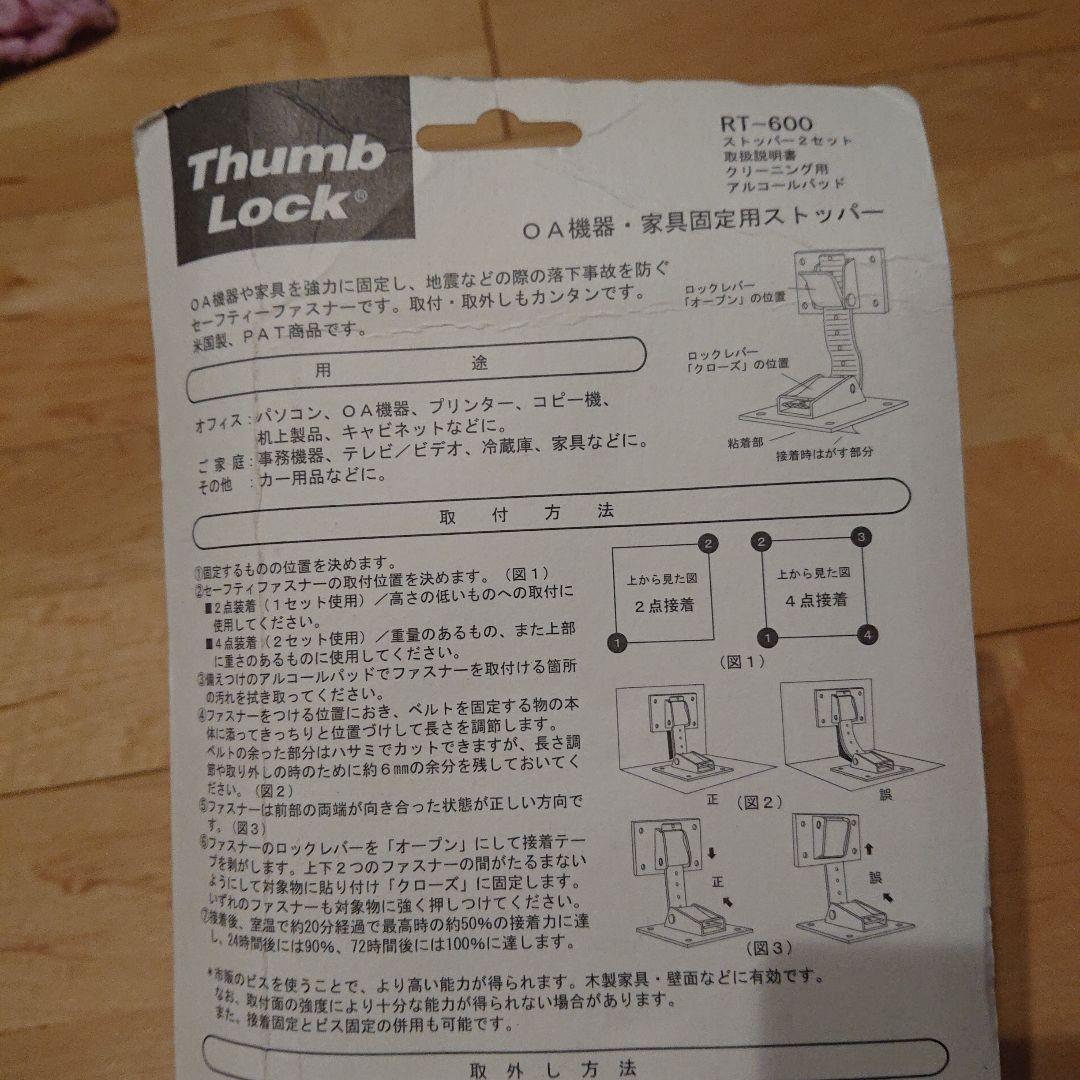 Thumb
Lock®
RT-600
ストッパー2セット
取扱説明書
クリーニング用
アルコールパッド
OA機器・家具固定用ストッパー
OA機器や家具を強力に固定し、地震などの際の落下事故を防ぐ
セーフティーファスナーです。取付・取外しもカンタンです。
米国製、PAT商品です。
ロックレバー
「オープン」の位置
ロックレバー
「クローズ」の位置
粘着部
接着時はがす部分
用 途
オフィス：パソコン、OA機器、プリンター、コピー機、
机上製品、キャビネットなどに。
ご家庭：事務機器、テレビ／ビデオ、冷蔵庫、家具などに。
その他：カー用品などに。
取 付 方 法
①固定するものの位置を決めます。
②セーフティファスナーの取付位置を決めます。（図1）
■2点装着（1セット使用）／高さの低いものへの取付に
使用してください。
■4点装着（2セット使用）／重量のあるもの、また上部
に重さのあるものに使用してください。
③備えつけのアルコールパッドでファスナーを取付ける箇所
の汚れを拭き取ってください。
④ファスナーをつける位置におき、ベルトを固定する物の本
体に添ってきっちりと位置づけして長さを調節します。
ベルトの余った部分はハサミでカットできますが、長さ調
節や取り外しの時のために約6mmの余分を残しておいてく
ださい。（図2）
⑤ファスナーは前部の両端が向き合った状態が正しい方向で
す。（図3）
⑥ファスナーのロックレバーを「オープン」にして接着テー
プを剥がします。上下2つのファスナーの間がたるまない
ようにして対象物に貼り付け「クローズ」に固定します。
いずれのファスナーも対象物に強く押しつけてください。
⑦接着後、室温で約20分経過で最高時の約50%の接着力に達
し、24時間後には90%、72時間後には100%に達します。
2
上から見た図
2点接着
1
2
3
上から見た図
4点接着
1
4
（図1）
正
（図2）
誤
正
誤
（図3）
*市販のビスを使うことで、より高い能力が得られます。木製家具・壁面などに有効です。
なお、取付面の強度により十分な能力が得られない場合があります。
また、接着固定とビス固定の併用も可能です。
取 外 し 方 法